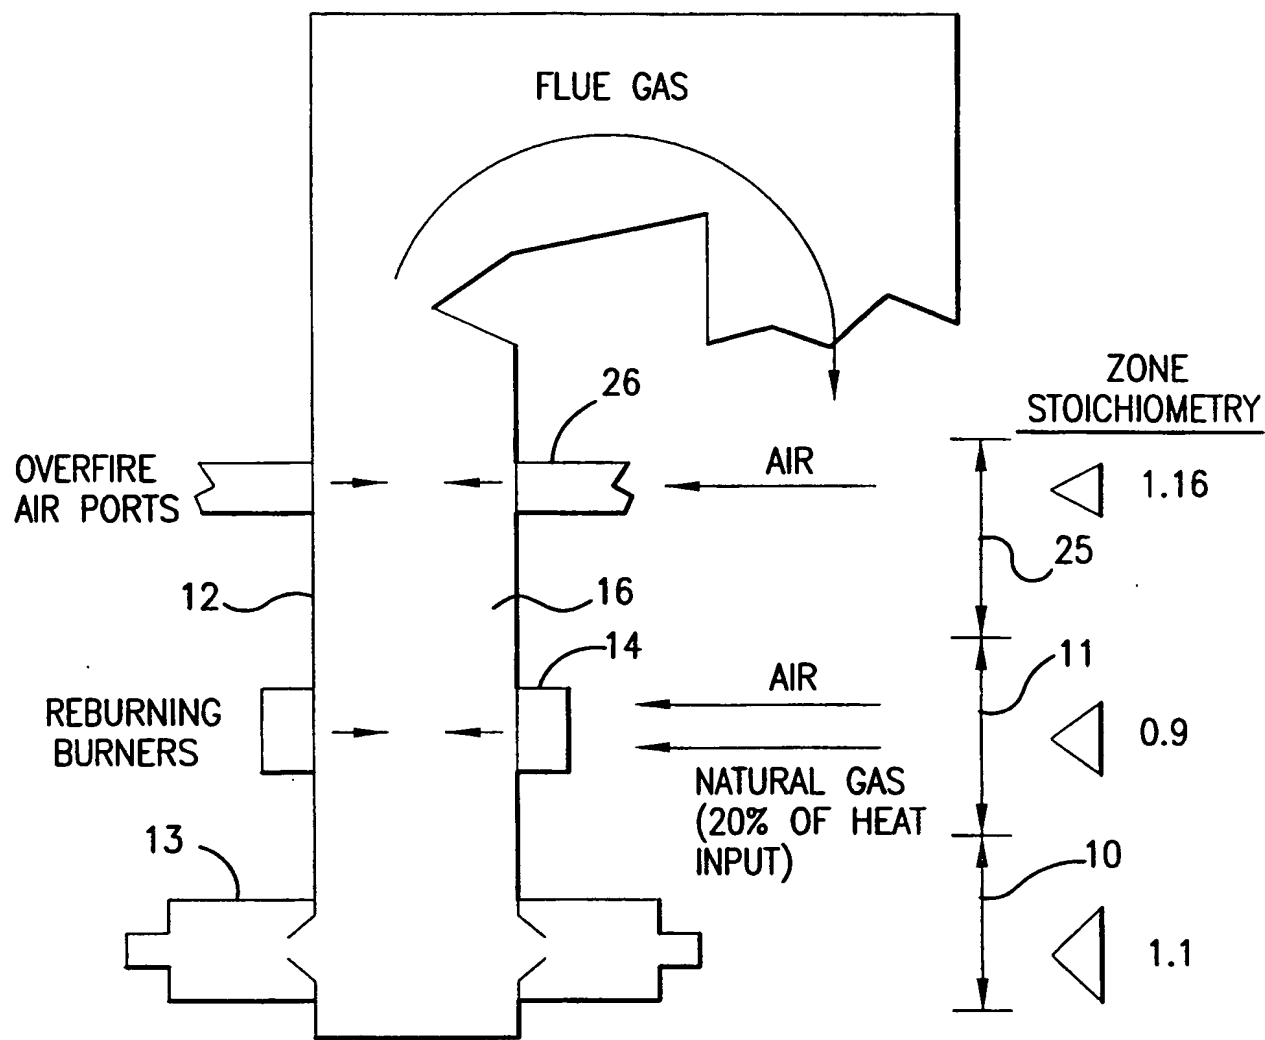 FLUE GAS
ZONE
STOICHIOMETRY
26
OVERFIRE
AIR PORTS
AIR
1.16
25
12
16
14
11
REBURNING
BURNERS
AIR
0.9
NATURAL GAS
(20% OF HEAT
INPUT)
13
10
1.1